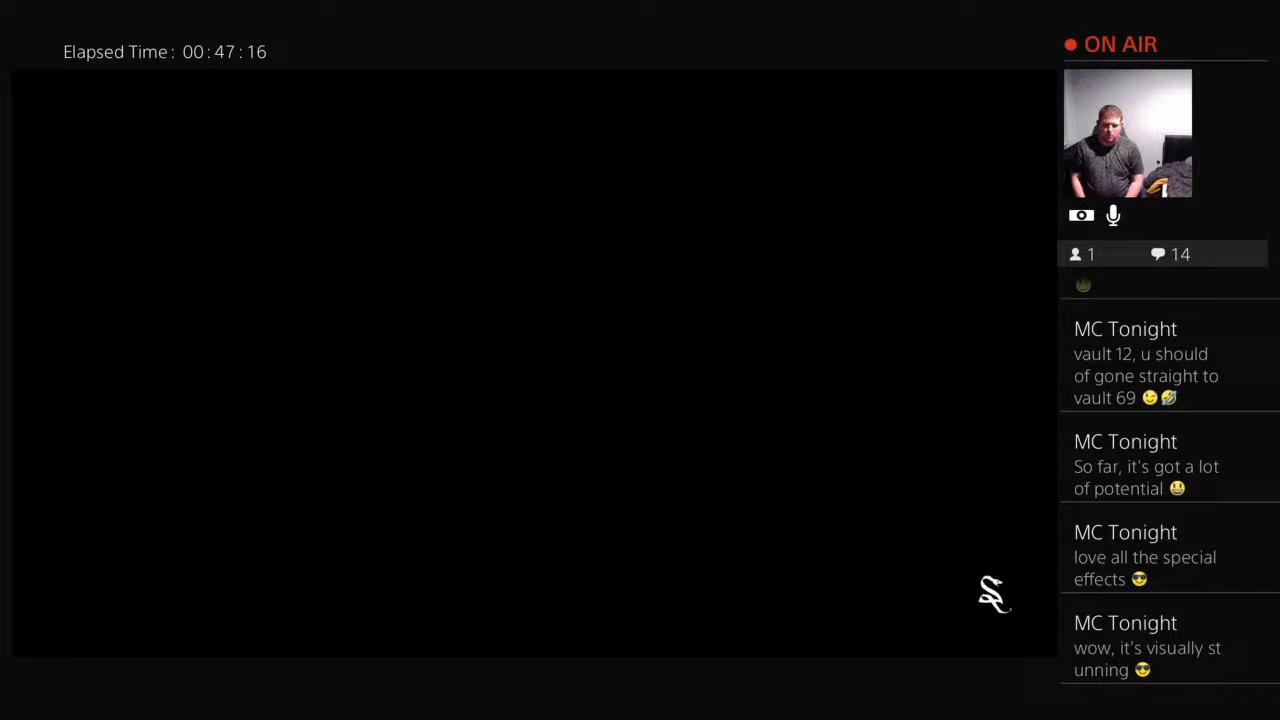 Elapsed Time: 00:47:16
ON AIR
1 14
MC Tonight
vault 12, u should
of gone straight to
vault 69 😉🤣
MC Tonight
So far, it's got a lot
of potential 😃
MC Tonight
love all the special
effects 😎
MC Tonight
wow, it's visually st
unning 😎